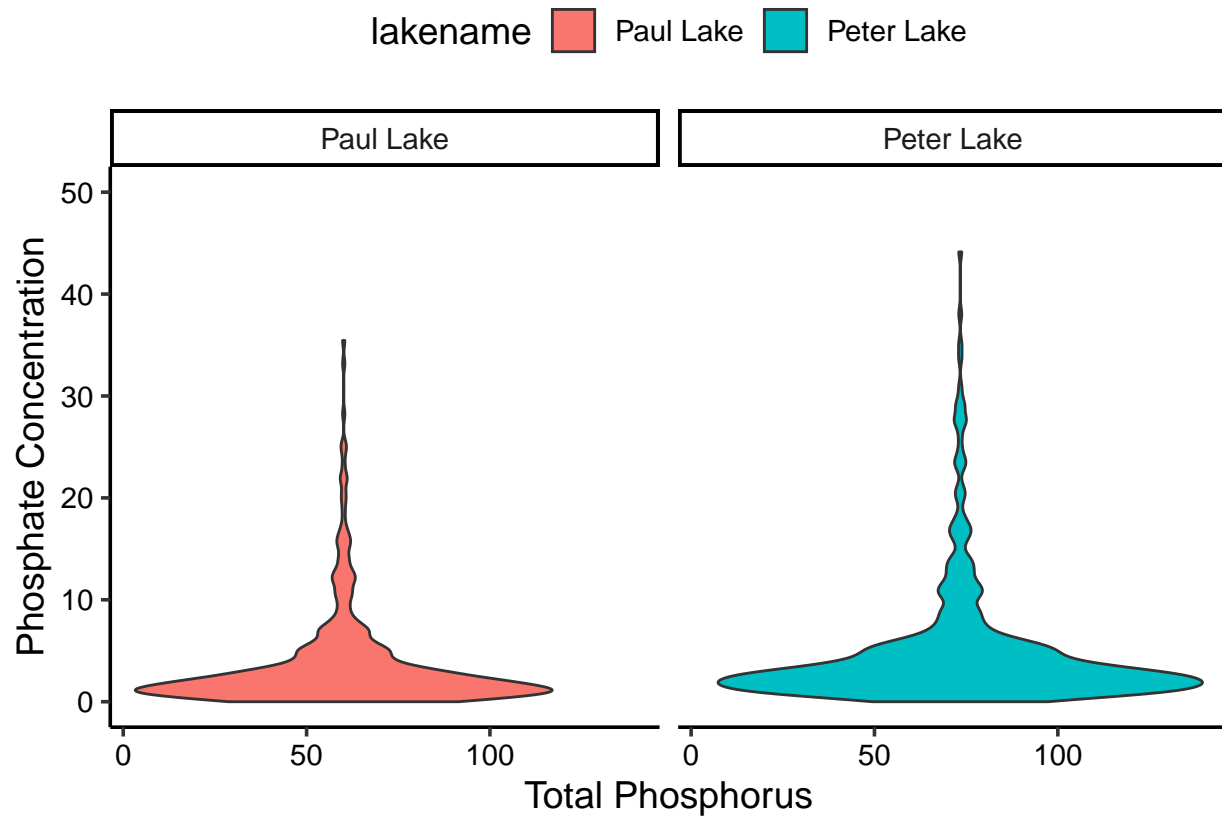 lakename Paul Lake Peter Lake
Paul Lake Peter Lake
50
40
30
20
10
0
Phosphate Concentration
0 50 100 0 50 100
Total Phosphorus